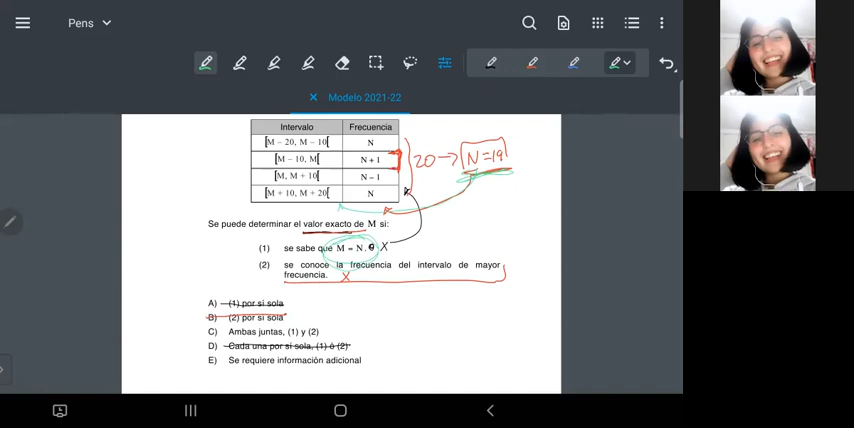 Pens
Modelo 2021-22
Intervalo Frecuencia
[M – 20, M – 10[ N
[M – 10, M[ N + 1
[M, M + 10[ N – 1
[M + 10, M + 20[ N
20 → N = 19
Se puede determinar el valor exacto de M si:
(1) se sabe que M = N. X
(2) se conoce la frecuencia del intervalo de mayor
frecuencia. X
A) (1) por sí sola
B) (2) por sí sola
C) Ambas juntas, (1) y (2)
D) Cada una por sí sola, (1) ó (2)
E) Se requiere información adicional